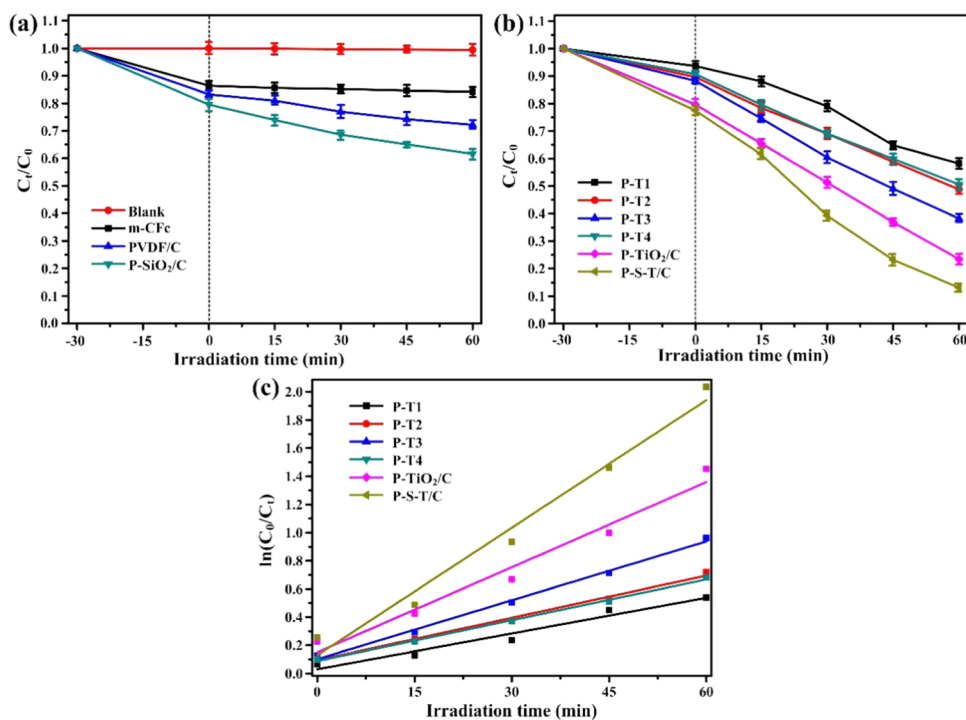 (a)
1.1
1.0
0.9
0.8
0.7
0.6
0.5
0.4
0.3
0.2
0.1
0.0
Cₜ/C₀
Blank
m-CFc
PVDF/C
P-SiO₂/C
-30 -15 0 15 30 45 60
Irradiation time (min)
(b)
1.1
1.0
0.9
0.8
0.7
0.6
0.5
0.4
0.3
0.2
0.1
0.0
Cₜ/C₀
P-T1
P-T2
P-T3
P-T4
P-TiO₂/C
P-S-T/C
-30 -15 0 15 30 45 60
Irradiation time (min)
(c)
2.0
1.8
1.6
1.4
1.2
1.0
0.8
0.6
0.4
0.2
0.0
ln(C₀/Cₜ)
P-T1
P-T2
P-T3
P-T4
P-TiO₂/C
P-S-T/C
0 15 30 45 60
Irradiation time (min)